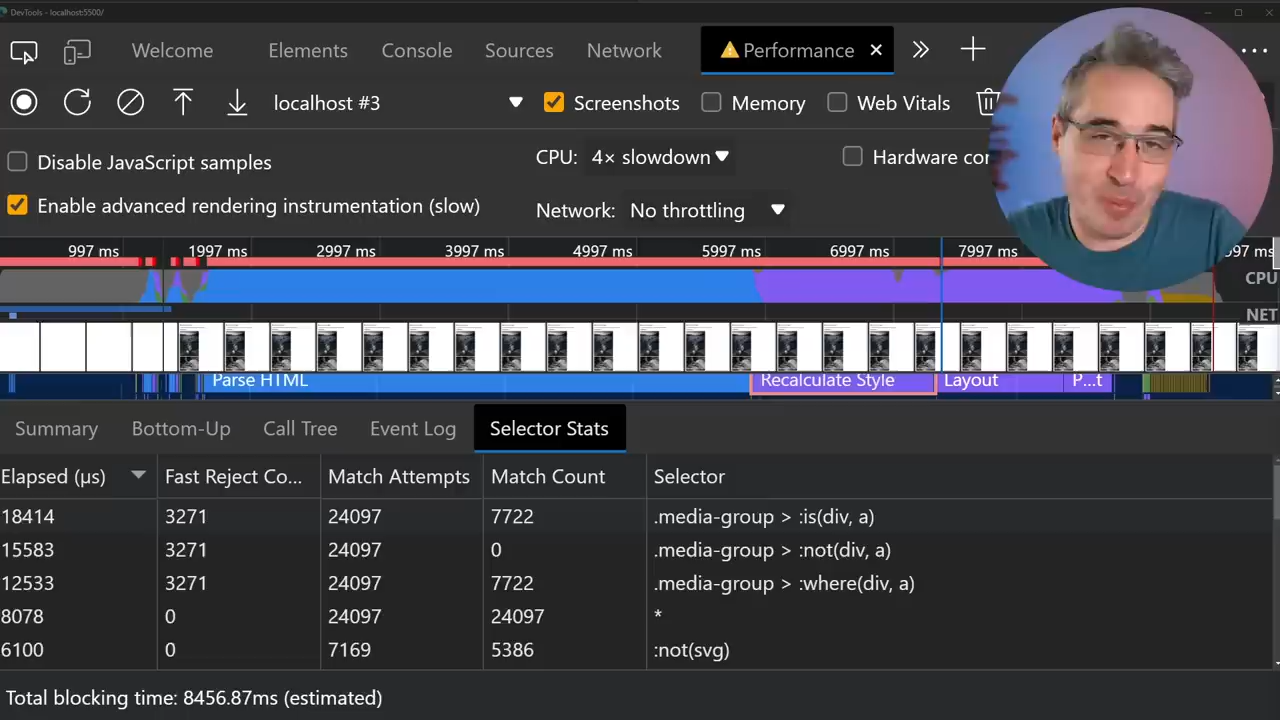 DevTools - localhost:5500/
Welcome Elements Console Sources Network Performance
localhost #3 Screenshots Memory Web Vitals
Disable JavaScript samples CPU: 4× slowdown Hardware con
Enable advanced rendering instrumentation (slow) Network: No throttling
997 ms 1997 ms 2997 ms 3997 ms 4997 ms 5997 ms 6997 ms 7997 ms 997 ms
CPU
NET
Parse HTML Recalculate Style Layout P...t
Summary Bottom-Up Call Tree Event Log Selector Stats
Elapsed (µs) Fast Reject Co... Match Attempts Match Count Selector
18414 3271 24097 7722 .media-group > :is(div, a)
15583 3271 24097 0 .media-group > :not(div, a)
12533 3271 24097 7722 .media-group > :where(div, a)
8078 0 24097 24097 *
6100 0 7169 5386 :not(svg)
Total blocking time: 8456.87ms (estimated)